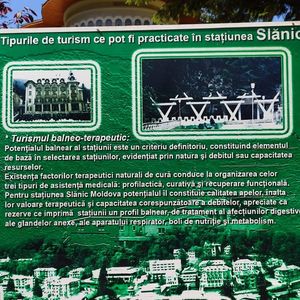 Tipurile de turism ce pot fi practicate în stațiunea Slănic
* Turismul balneo-terapeutic:
Potențialul balnear al stațiunii este un criteriu definitoriu, constituind elementul
de bază în selectarea stațiunilor, evidențiat prin natura și debitul sau capacitatea
resurselor.
Existența factorilor terapeutici naturali de cură conduce la organizarea celor
trei tipuri de asistență medicală: profilactică, curativă și recuperare funcțională.
Pentru stațiunea Slănic Moldova potențialul îl constituie calitatea apelor, înalta
lor valoare terapeutică și capacitatea corespunzătoare a debitelor, apreciate ca
rezerve ce imprimă stațiunii un profil balnear, de tratament al afecțiunilor digestive
ale glandelor anexe, ale aparatului respirator, boli de nutriție și metabolism.